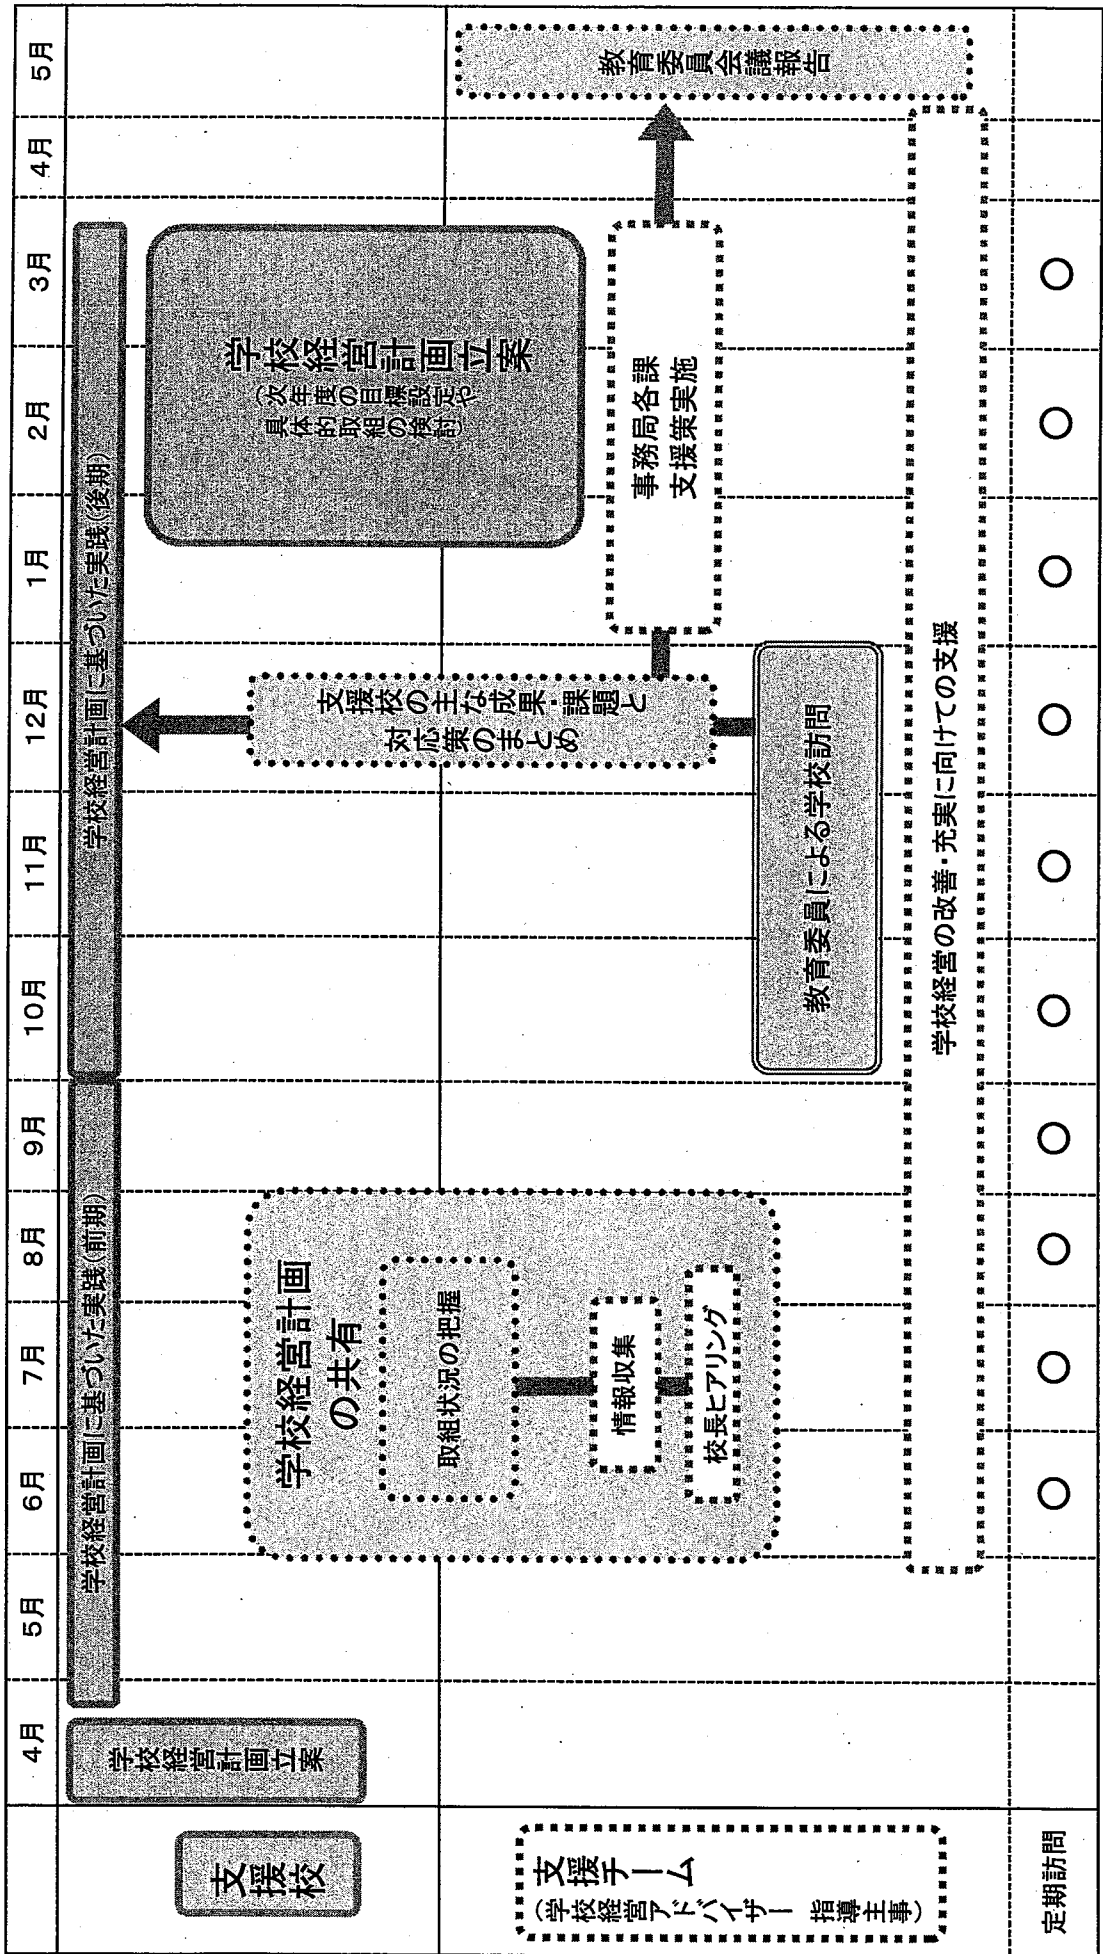 4月
5月
6月
7月
8月
9月
10月
11月
12月
1月
2月
3月
4月
5月
支援校
学校経営計画立案
学校経営計画に基づいた実践(前期)
学校経営計画に基づいた実践(後期)
学校経営計画
の共有
取組状況の把握
情報収集
校長ヒアリング
支援校の主な成果・課題と
対応策のまとめ
学校経営計画立案
(次年度の目標設定や
具体的取組の検討)
支援チーム
(学校経営アドバイザー 指導主事)
教育委員による学校訪問
事務局各課
支援策実施
教育委員会議報告
学校経営の改善・充実に向けての支援
定期訪問
○ ○ ○ ○ ○ ○ ○ ○ ○ ○